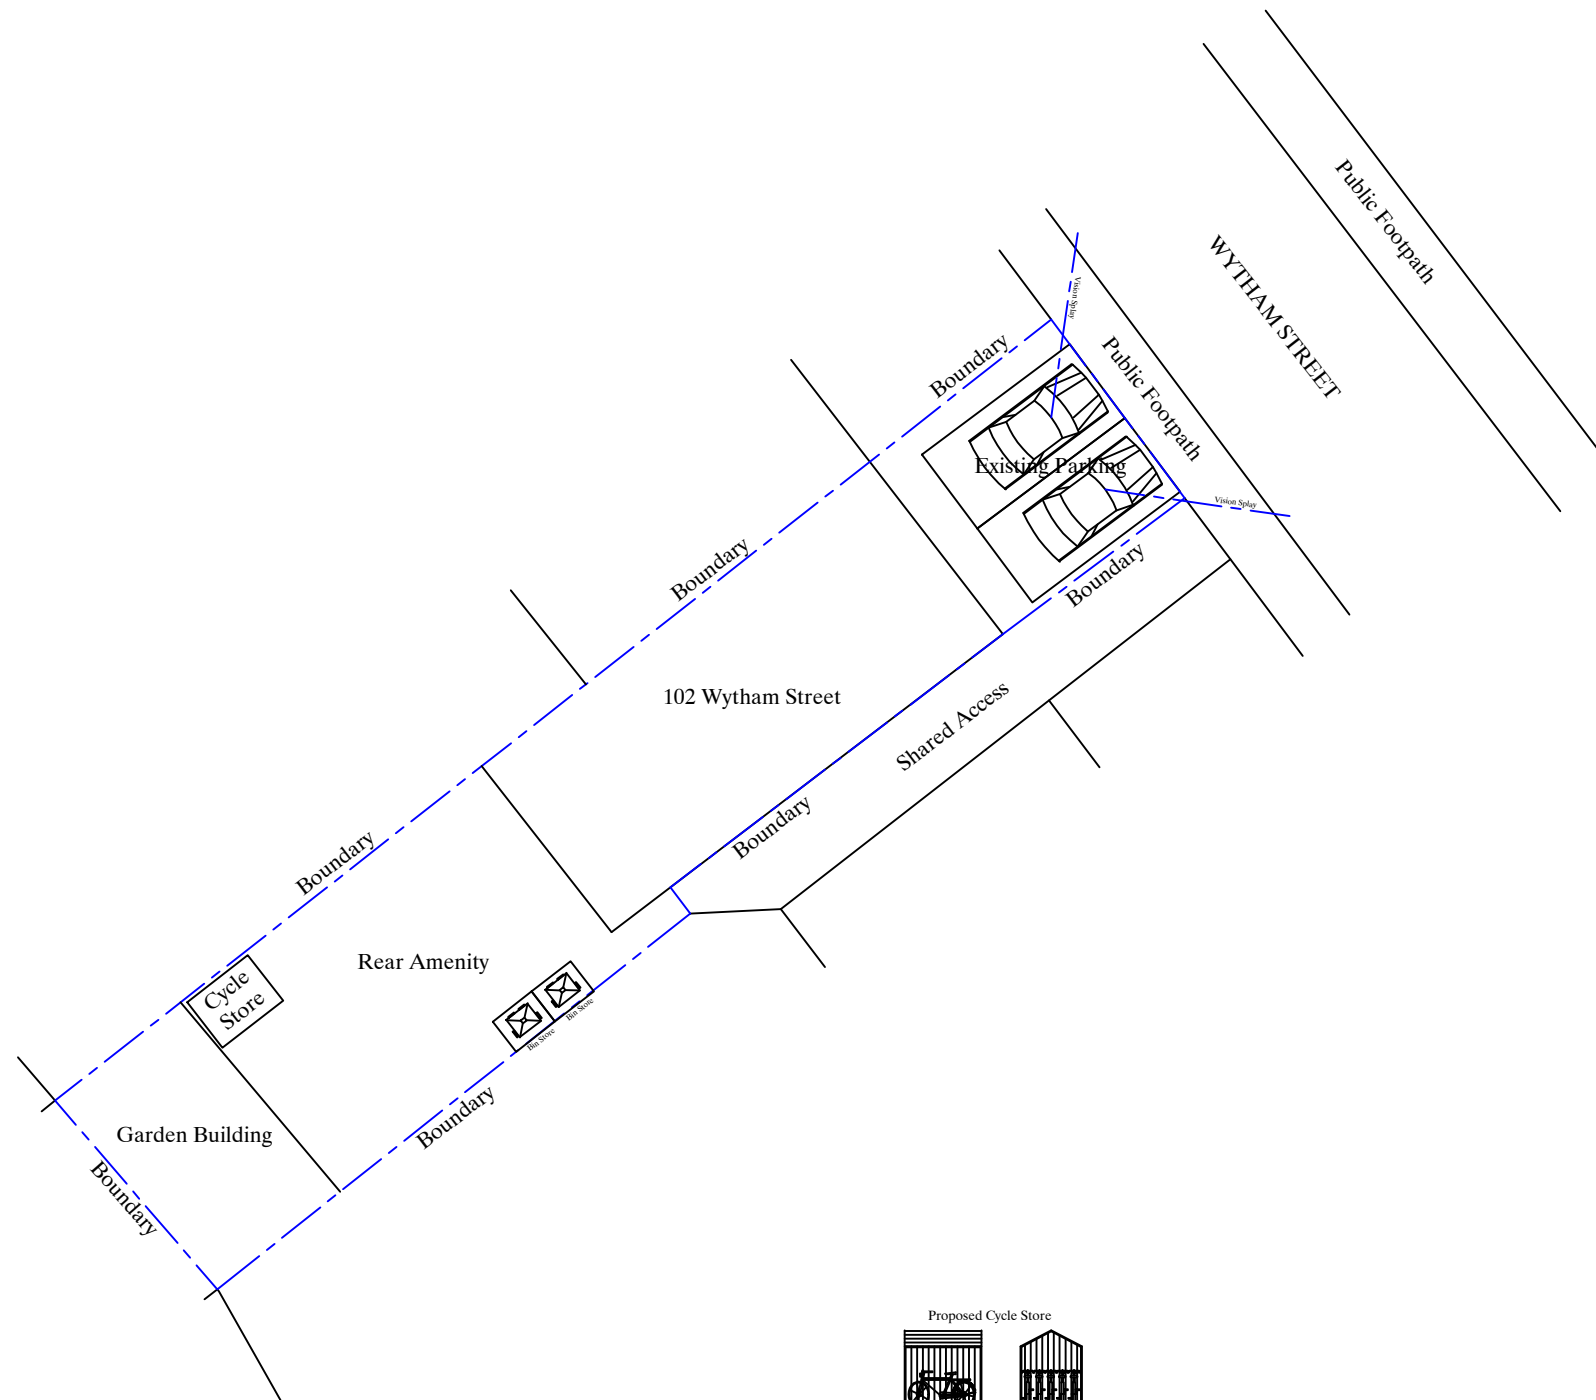 Public Footpath
WYTHAM STREET
Vision Splay
Public Footpath
Boundary
Existing Parking
Vision Splay
Boundary
Boundary
102 Wytham Street
Shared Access
Boundary
Boundary
Rear Amenity
Cycle
Store
Bin Store
Bin Store
Boundary
Garden Building
Boundary
Proposed Cycle Store